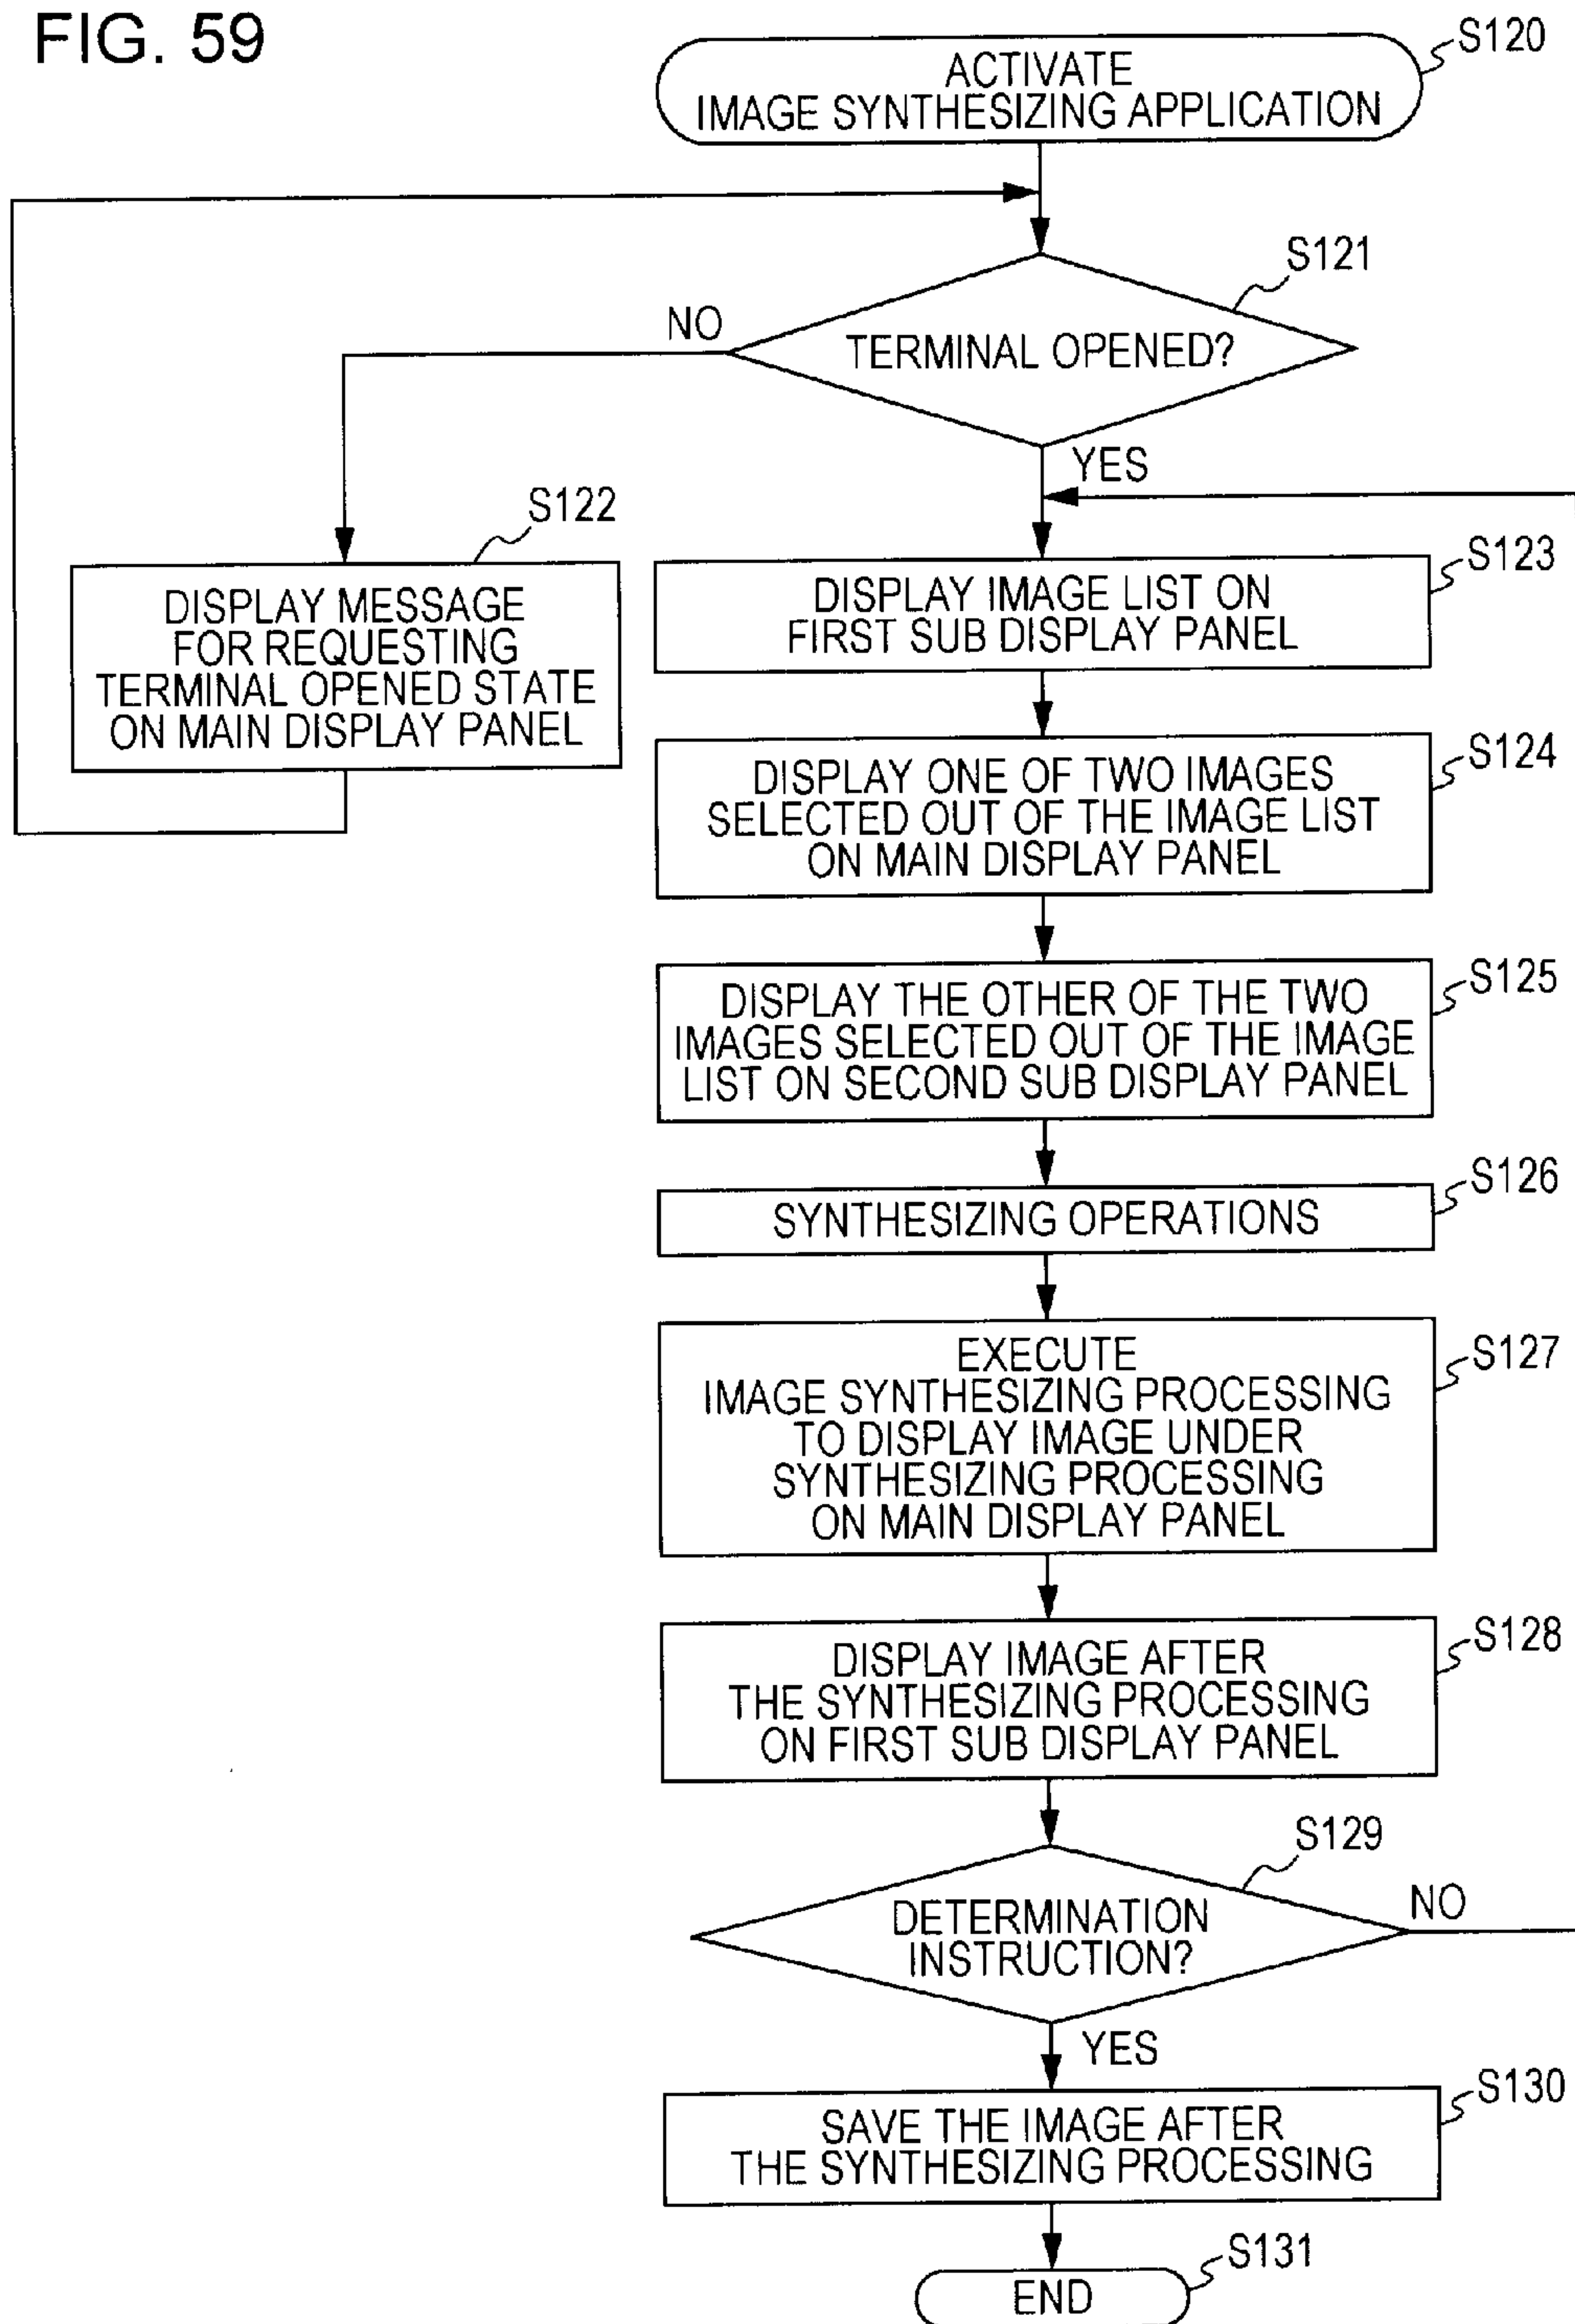 FIG. 59
S120
ACTIVATE
IMAGE SYNTHESIZING APPLICATION
S121
NO
TERMINAL OPENED?
YES
S122
DISPLAY MESSAGE
FOR REQUESTING
TERMINAL OPENED STATE
ON MAIN DISPLAY PANEL
S123
DISPLAY IMAGE LIST ON
FIRST SUB DISPLAY PANEL
S124
DISPLAY ONE OF TWO IMAGES
SELECTED OUT OF THE IMAGE LIST
ON MAIN DISPLAY PANEL
S125
DISPLAY THE OTHER OF THE TWO
IMAGES SELECTED OUT OF THE IMAGE
LIST ON SECOND SUB DISPLAY PANEL
S126
SYNTHESIZING OPERATIONS
S127
EXECUTE
IMAGE SYNTHESIZING PROCESSING
TO DISPLAY IMAGE UNDER
SYNTHESIZING PROCESSING
ON MAIN DISPLAY PANEL
S128
DISPLAY IMAGE AFTER
THE SYNTHESIZING PROCESSING
ON FIRST SUB DISPLAY PANEL
S129
NO
DETERMINATION
INSTRUCTION?
YES
S130
SAVE THE IMAGE AFTER
THE SYNTHESIZING PROCESSING
S131
END